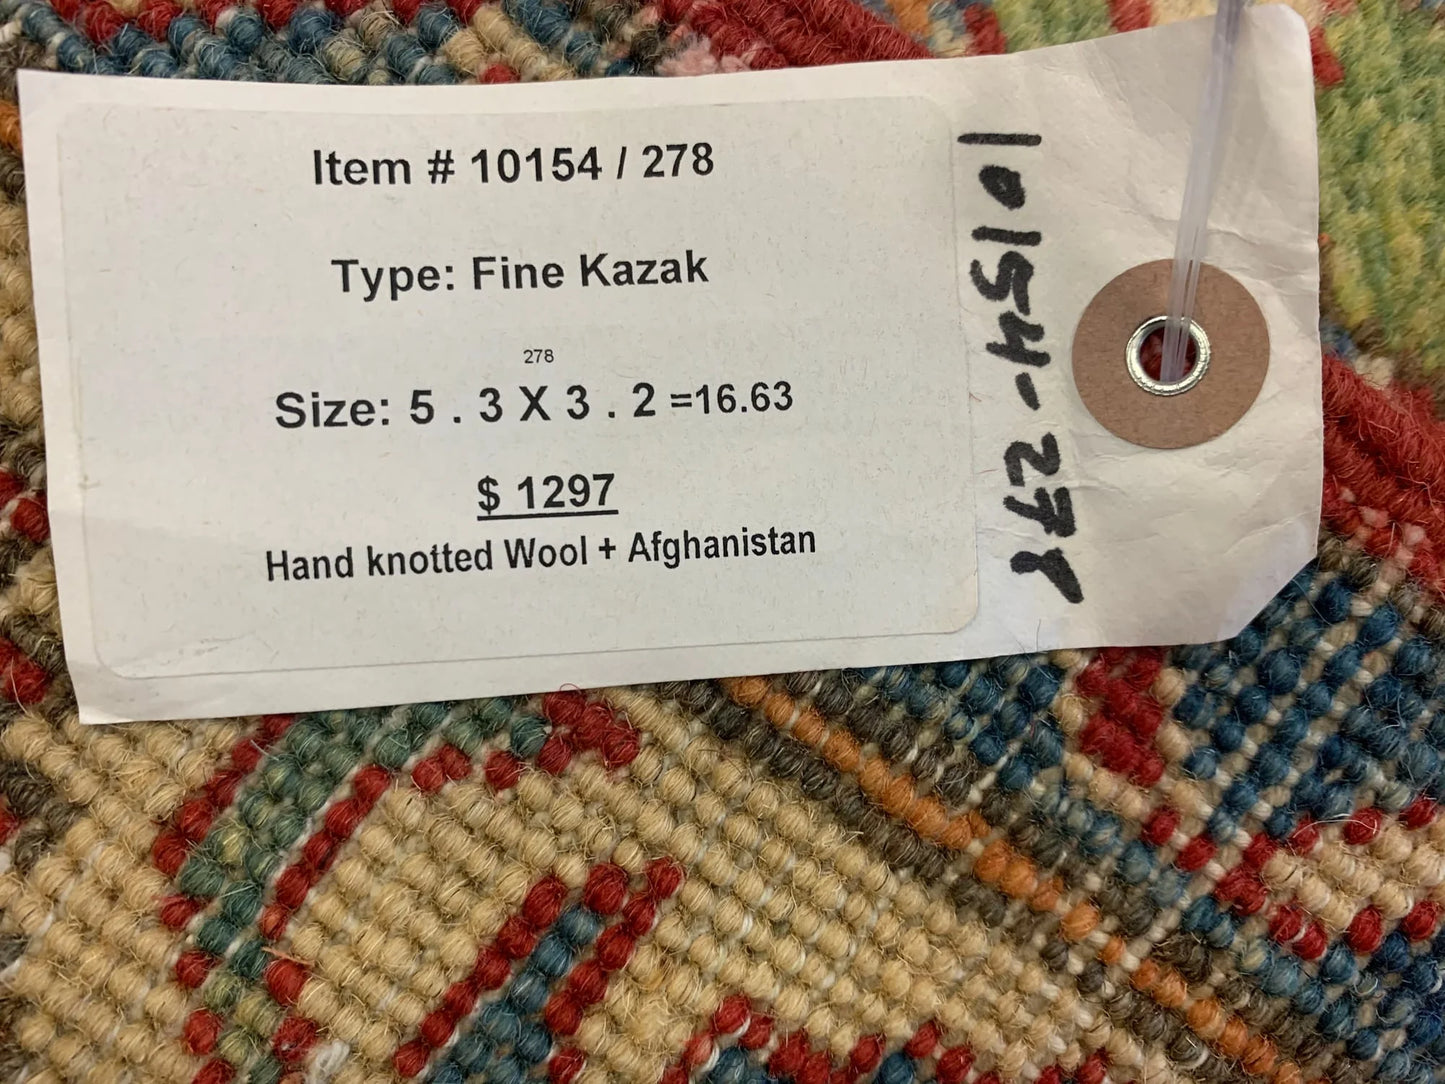 Item # 10154 / 278
Type: Fine Kazak
278
Size: 5 . 3 X 3 . 2 =16.63
$ 1297
Hand knotted Wool + Afghanistan
10154-278